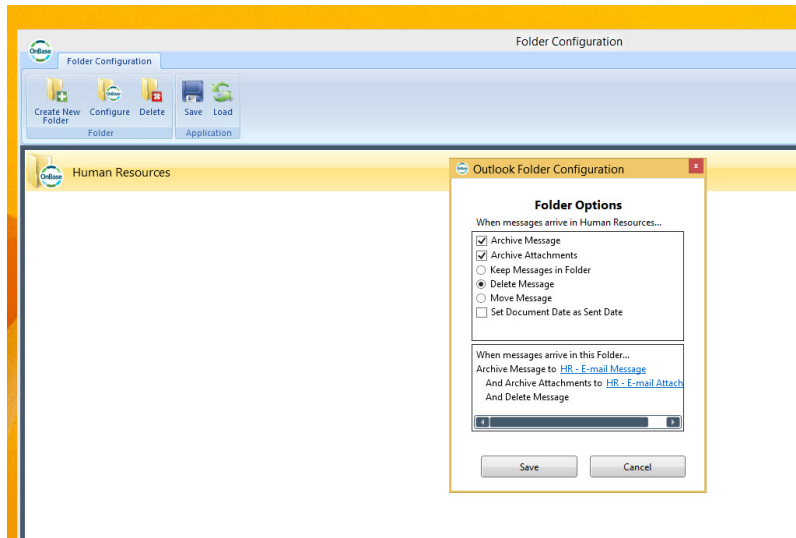 Folder Configuration
OnBase
Folder Configuration
Create New Folder
Configure
Delete
Save
Load
Folder
Application
OnBase
Human Resources
Outlook Folder Configuration
x
Folder Options
When messages arrive in Human Resources...
Archive Message
Archive Attachments
Keep Messages in Folder
Delete Message
Move Message
Set Document Date as Sent Date
When messages arrive in this Folder...
Archive Message to HR - E-mail Message
And Archive Attachments to HR - E-mail Attach
And Delete Message
Save
Cancel